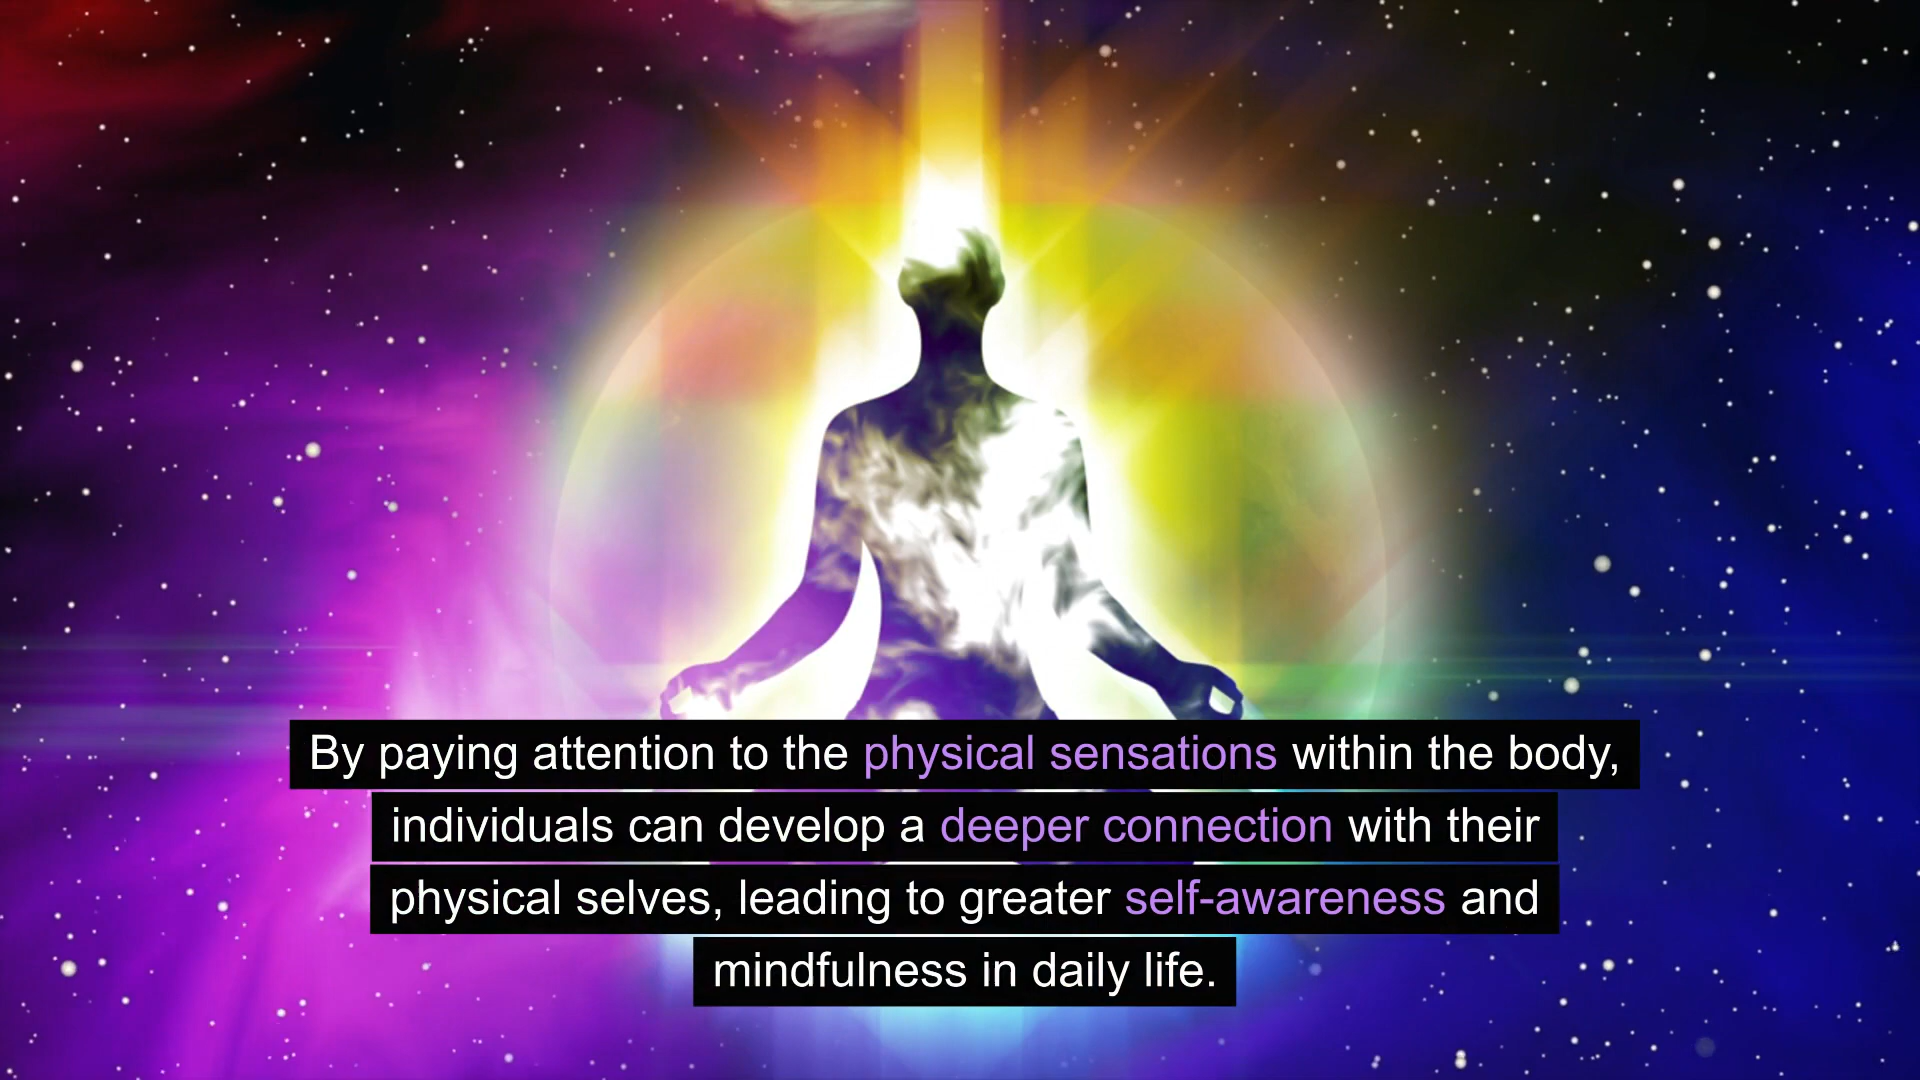 By paying attention to the physical sensations within the body,
individuals can develop a deeper connection with their
physical selves, leading to greater self-awareness and
mindfulness in daily life.